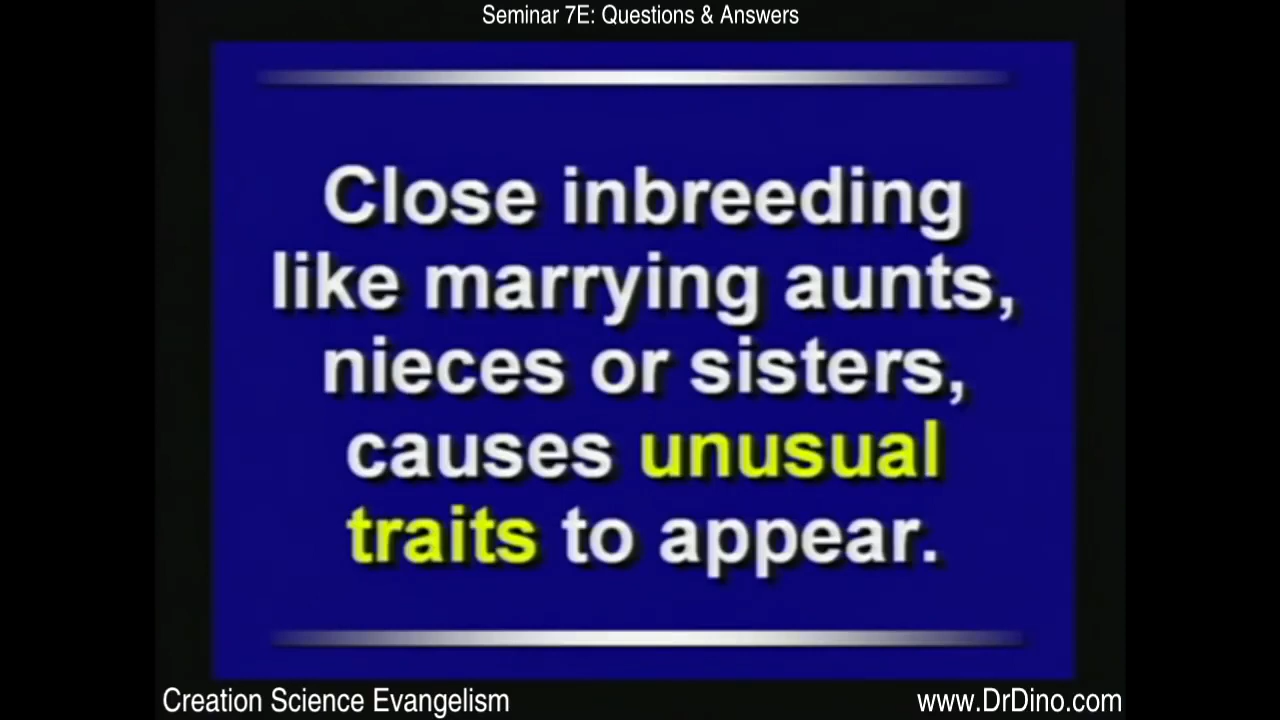 Seminar 7E: Questions & Answers
Close inbreeding
like marrying aunts,
nieces or sisters,
causes unusual
traits to appear.
Creation Science Evangelism
www.DrDino.com